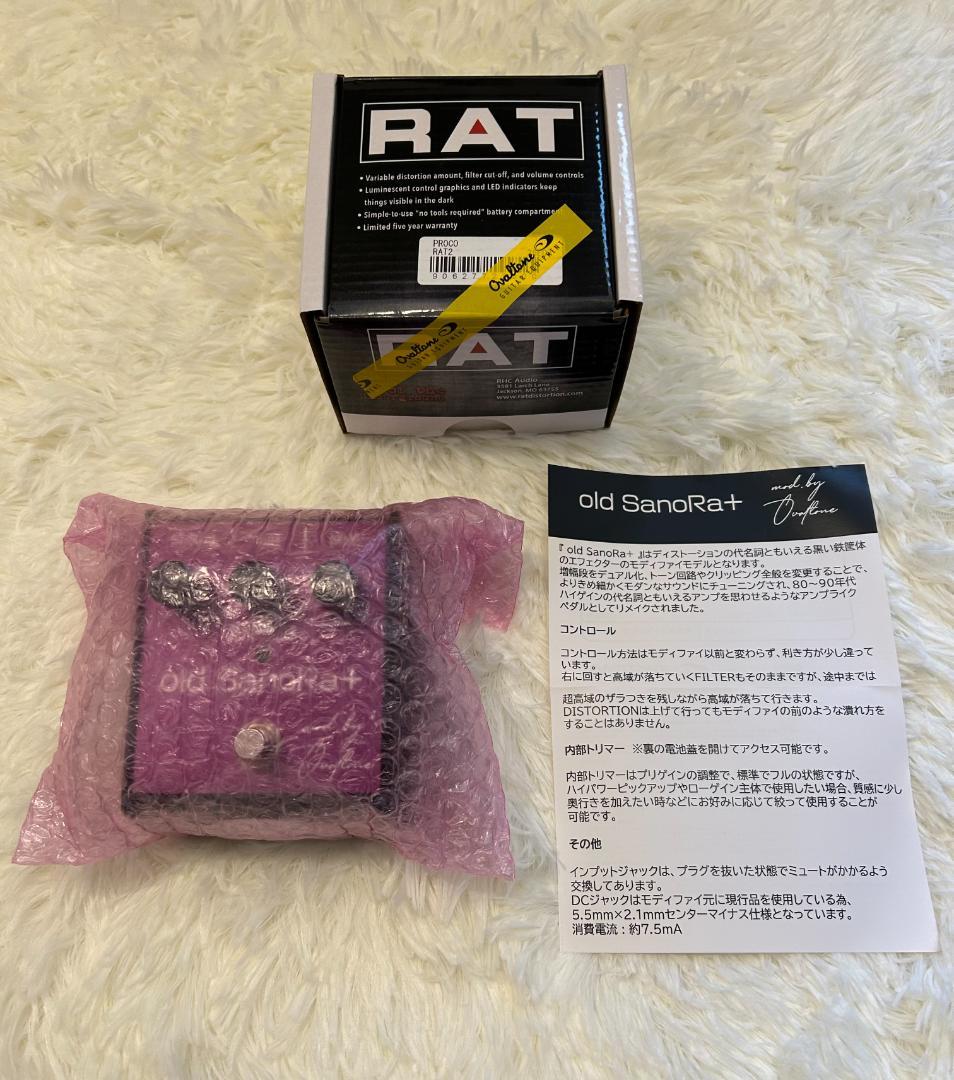 RAT
• Variable distortion amount, filter cut-off, and volume controls
• Luminescent control graphics and LED indicators keep
things visible in the dark
• Simple-to-use "no tools required" battery
• Limited five year warranty
PROCO
RAT2
Ovaltone
GUITAR EQUIPMENT
Ovaltone
GUITAR EQUIPMENT
RAT
RHC Audio
3581 Larch Lane
Jackson, MO 63755
www.ratdistortion.com
old SanoRa+
Ovaltone
old SanoRa+
mod.by
Ovaltone
『 old SanoRa+ 』はディストーションの代名詞ともいえる黒い鉄筐体
のエフェクターのモディファイモデルとなります。
増幅段をデュアル化、トーン回路やクリッピング全般を変更することで、
よりきめ細かくモダンなサウンドにチューニングされ、80～90年代
ハイゲインの代名詞ともいえるアンプを思わせるようなアンプライク
ペダルとしてリメイクされました。
コントロール
コントロール方法はモディファイ以前と変わらず、利き方が少し違って
います。
右に回すと高域が落ちていくFILTERもそのままですが、途中までは
超高域のザラつきを残しながら高域が落ちて行きます。
DISTORTIONは上げて行ってもモディファイの前のような潰れ方を
することはありません。
内部トリマー ※裏の電池蓋を開けてアクセス可能です。
内部トリマーはプリゲインの調整で、標準でフルの状態ですが、
ハイパワーピックアップやローゲイン主体で使用したい場合、質感に少し
奥行きを加えたい時などにお好みに応じて絞って使用することが
可能です。
その他
インプットジャックは、プラグを抜いた状態でミュートがかかるよう
交換してあります。
DCジャックはモディファイ元に現行品を使用している為、
5.5mm×2.1mmセンターマイナス仕様となっています。
消費電流：約7.5mA